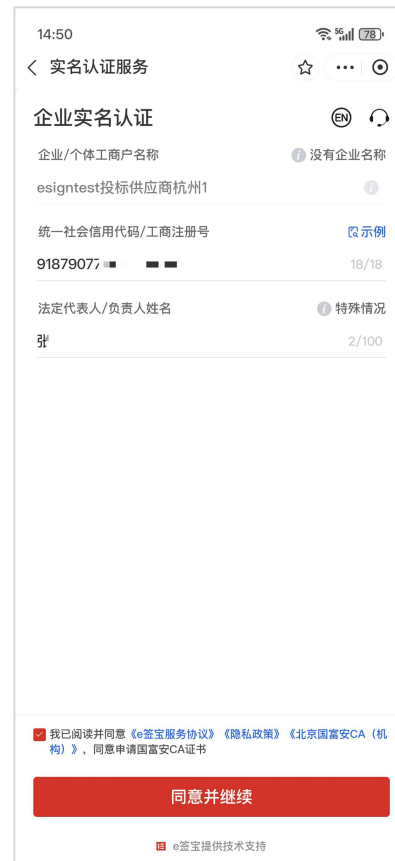 14:50
5G 78
实名认证服务
企业实名认证
EN
企业/个体工商户名称 没有企业名称
esigntest投标供应商杭州1
统一社会信用代码/工商注册号 示例
91879077 18/18
法定代表人/负责人姓名 特殊情况
张 2/100
我已阅读并同意《e签宝服务协议》《隐私政策》《北京国富安CA（机
构）》，同意申请国富安CA证书
同意并继续
e签宝提供技术支持